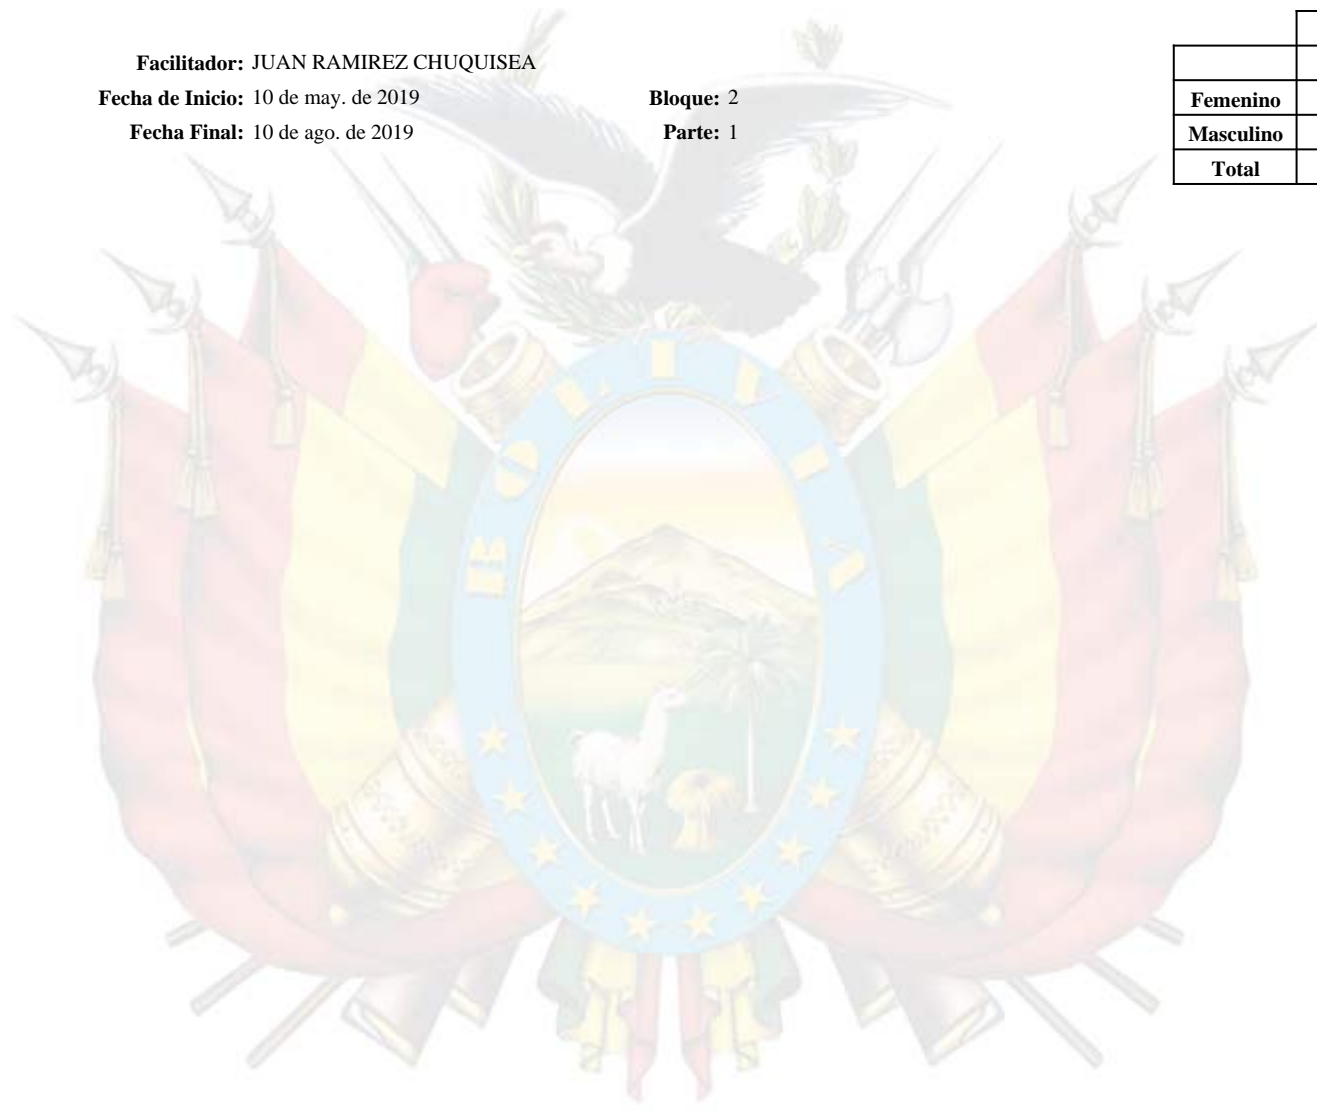 Facilitador: JUAN RAMIREZ CHUQUISEA
Fecha de Inicio: 10 de may. de 2019 Bloque: 2
Fecha Final: 10 de ago. de 2019 Parte: 1
Femenino
Masculino
Total
BOLIVIA